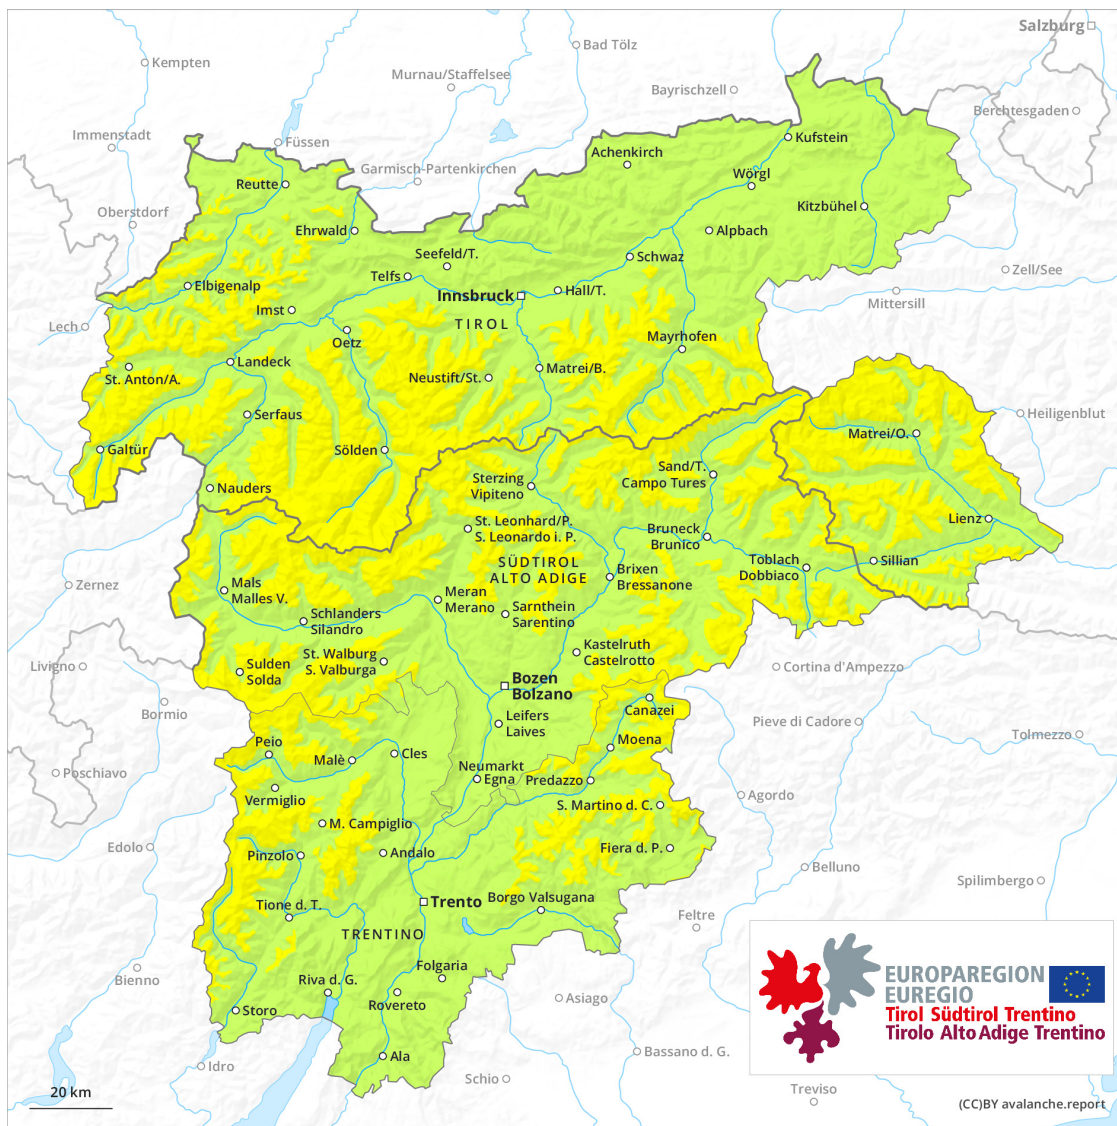 Salzburg
Bad Tölz
Kempten
Murnau/Staffelsee
Bayrischzell
Berchtesgaden
Immenstadt
Füssen
Kufstein
Achenkirch
Garmisch-Partenkirchen
Wörgl
Reutte
Kitzbühel
Oberstdorf
Ehrwald
Alpbach
Seefeld/T.
Schwaz
Zell/See
Telfs
Elbigenalp
Hall/T.
Innsbruck
Mittersill
Imst
TIROL
Lech
Oetz
Mayrhofen
Landeck
Matrei/B.
St. Anton/A.
Neustift/St.
Serfaus
Heiligenblut
Matrei/O.
Galtür
Sölden
Sand/T.
Campo Tures
Sterzing
Vipiteno
Nauders
Lienz
St. Leonhard/P.
S. Leonardo i. P.
Bruneck
Brunico
SÜDTIROL
ALTO ADIGE
Toblach
Dobbiaco
Sillian
Brixen
Bressanone
Zernez
Mals
Malles V.
Meran
Merano
Schlanders
Silandro
Sarnthein
Sarentino
Kastelruth
Castelrotto
St. Walburg
S. Valburga
Livigno
Sulden
Solda
Cortina d'Ampezzo
Bozen
Bolzano
Canazei
Bormio
Leifers
Laives
Pieve di Cadore
Tolmezzo
Moena
Peio
Cles
Malè
Poschiavo
Neumarkt
Egna
Predazzo
Vermiglio
Agordo
S. Martino d. C.
M. Campiglio
Edolo
Fiera d. P.
Pinzolo
Andalo
Belluno
Spilimbergo
Borgo Valsugana
Trento
Tione d. T.
Feltre
TRENTINO
Folgaria
Bienno
Riva d. G.
Rovereto
Asiago
Storo
Ala
Bassano d. G.
Idro
Schio
Treviso
EUROPAREGION
EUREGIO
Tirol Südtirol Trentino
Tirolo Alto Adige Trentino
20 km
(CC)BY avalanche.report